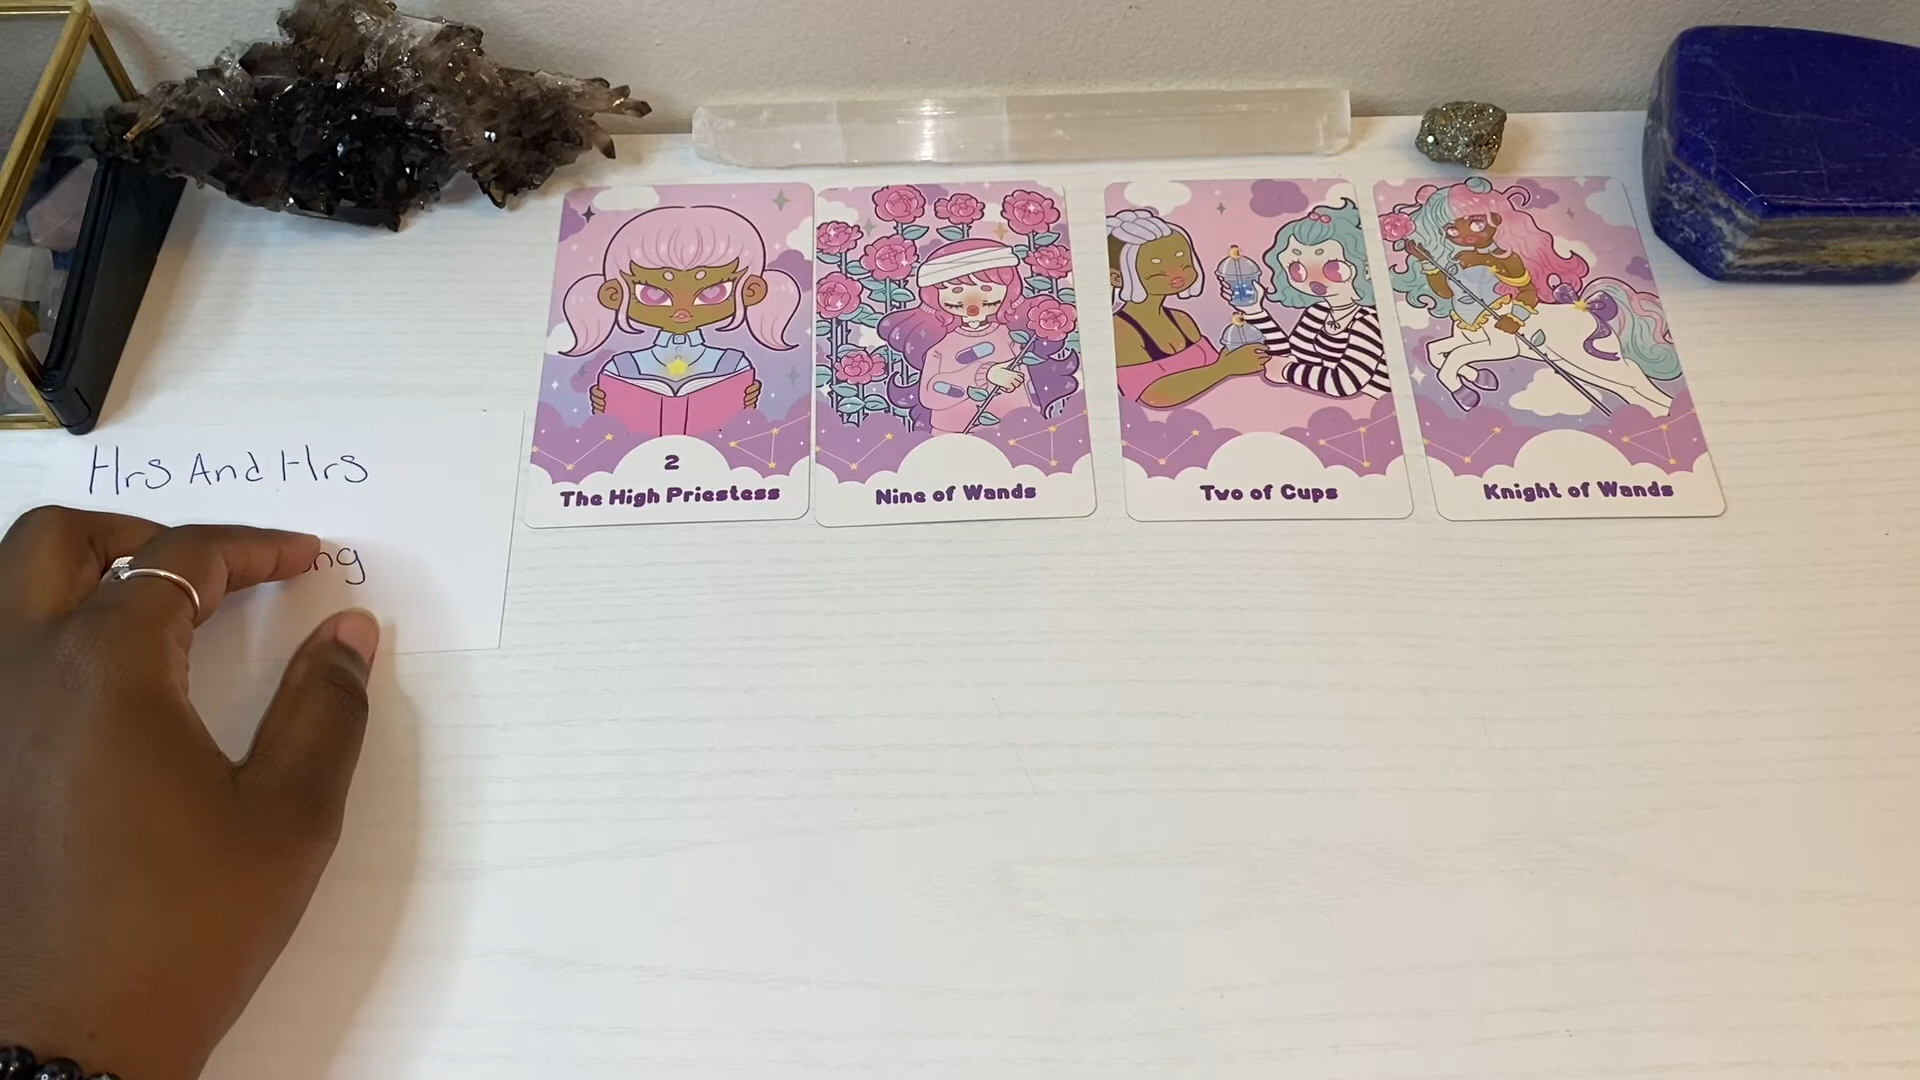 Hrs And Hrs
2
The High Priestess
Nine of Wands
Two of Cups
Knight of Wands